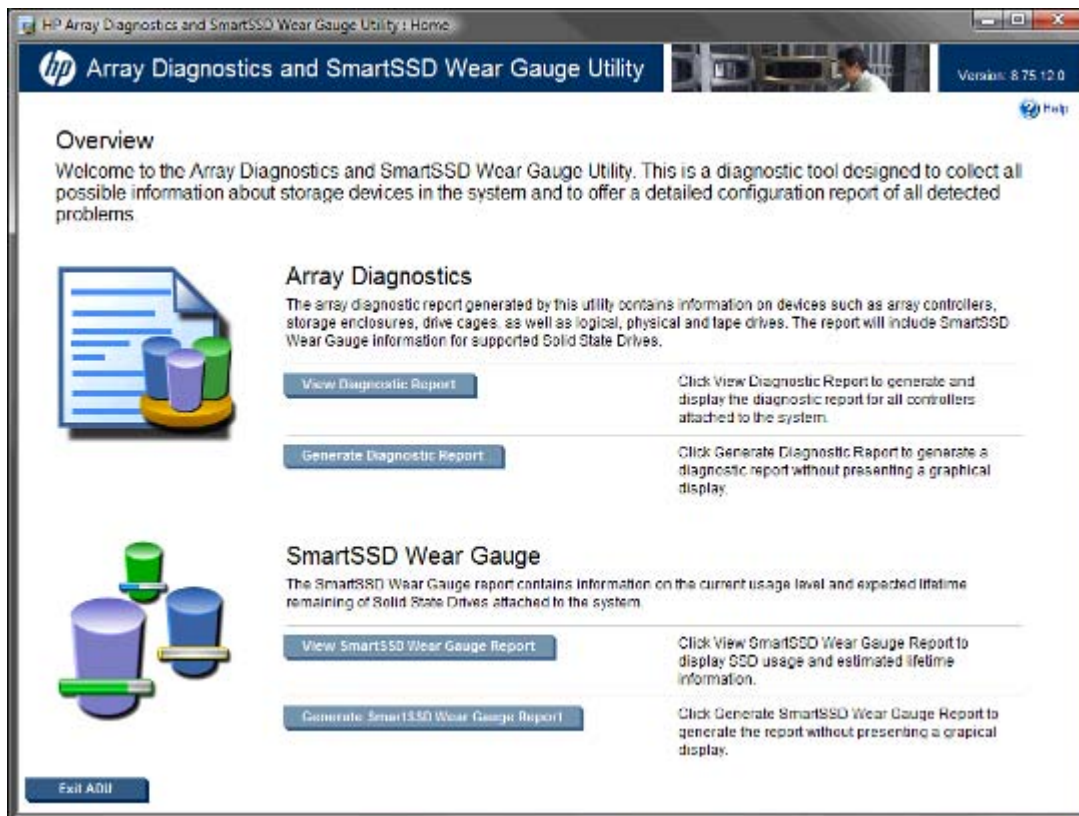 HP Array Diagnostics and SmartSSD Wear Gauge Utility : Home
hp
Array Diagnostics and SmartSSD Wear Gauge Utility
Version: 8.75.12.0
Help
Overview
Welcome to the Array Diagnostics and SmartSSD Wear Gauge Utility. This is a diagnostic tool designed to collect all
possible information about storage devices in the system and to offer a detailed configuration report of all detected
problems.
Array Diagnostics
The array diagnostic report generated by this utility contains information on devices such as array controllers,
storage enclosures, drive cages, as well as logical, physical and tape drives. The report will include SmartSSD
Wear Gauge information for supported Solid State Drives.
View Diagnostic Report
Click View Diagnostic Report to generate and
display the diagnostic report for all controllers
attached to the system.
Generate Diagnostic Report
Click Generate Diagnostic Report to generate a
diagnostic report without presenting a graphical
display.
SmartSSD Wear Gauge
The SmartSSD Wear Gauge report contains information on the current usage level and expected lifetime
remaining of Solid State Drives attached to the system.
View SmartSSD Wear Gauge Report
Click View SmartSSD Wear Gauge Report to
display SSD usage and estimated lifetime
information.
Generate SmartSSD Wear Gauge Report
Click Generate SmartSSD Wear Gauge Report to
generate the report without presenting a grapical
display.
Exit ADU